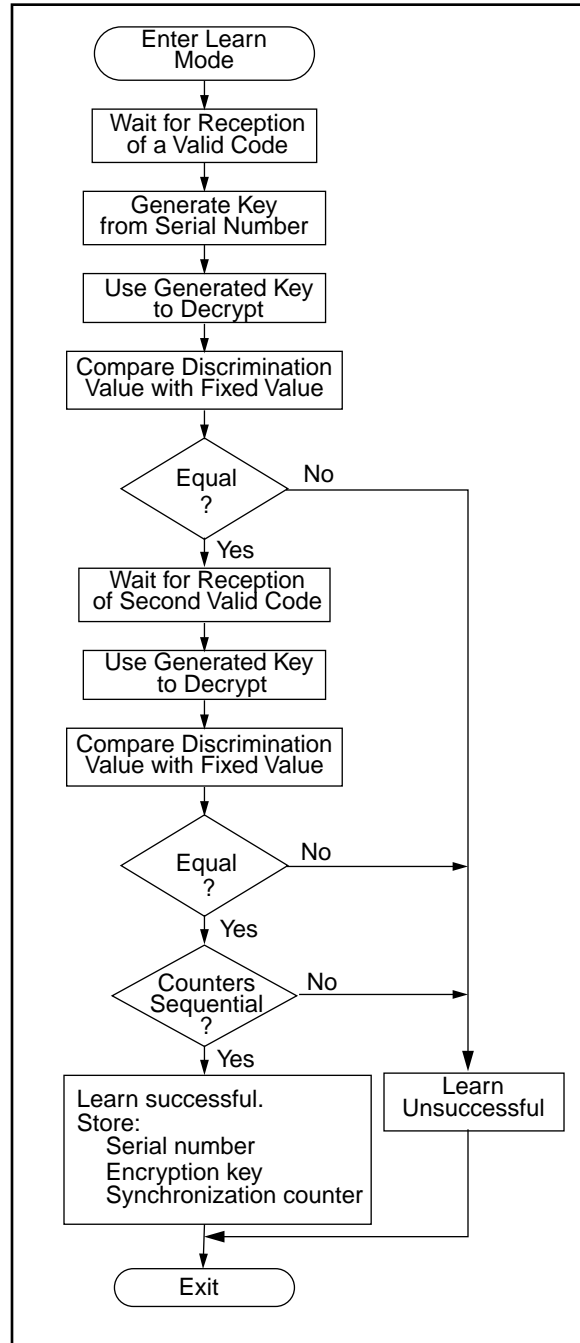 Enter Learn
Mode
Wait for Reception
of a Valid Code
Generate Key
from Serial Number
Use Generated Key
to Decrypt
Compare Discrimination
Value with Fixed Value
Equal
?
No
Yes
Wait for Reception
of Second Valid Code
Use Generated Key
to Decrypt
Compare Discrimination
Value with Fixed Value
Equal
?
No
Yes
Counters
Sequential
?
No
Yes
Learn successful.
Store:
Serial number
Encryption key
Synchronization counter
Learn
Unsuccessful
Exit